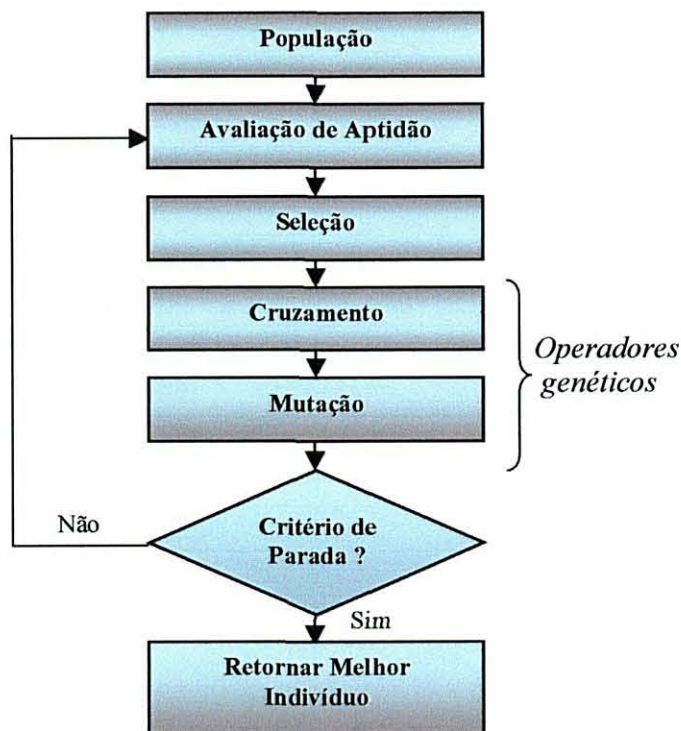 População
Avaliação de Aptidão
Seleção
Cruzamento
Operadores
genéticos
Mutação
Não
Critério de
Parada ?
Sim
Retornar Melhor
Indivíduo